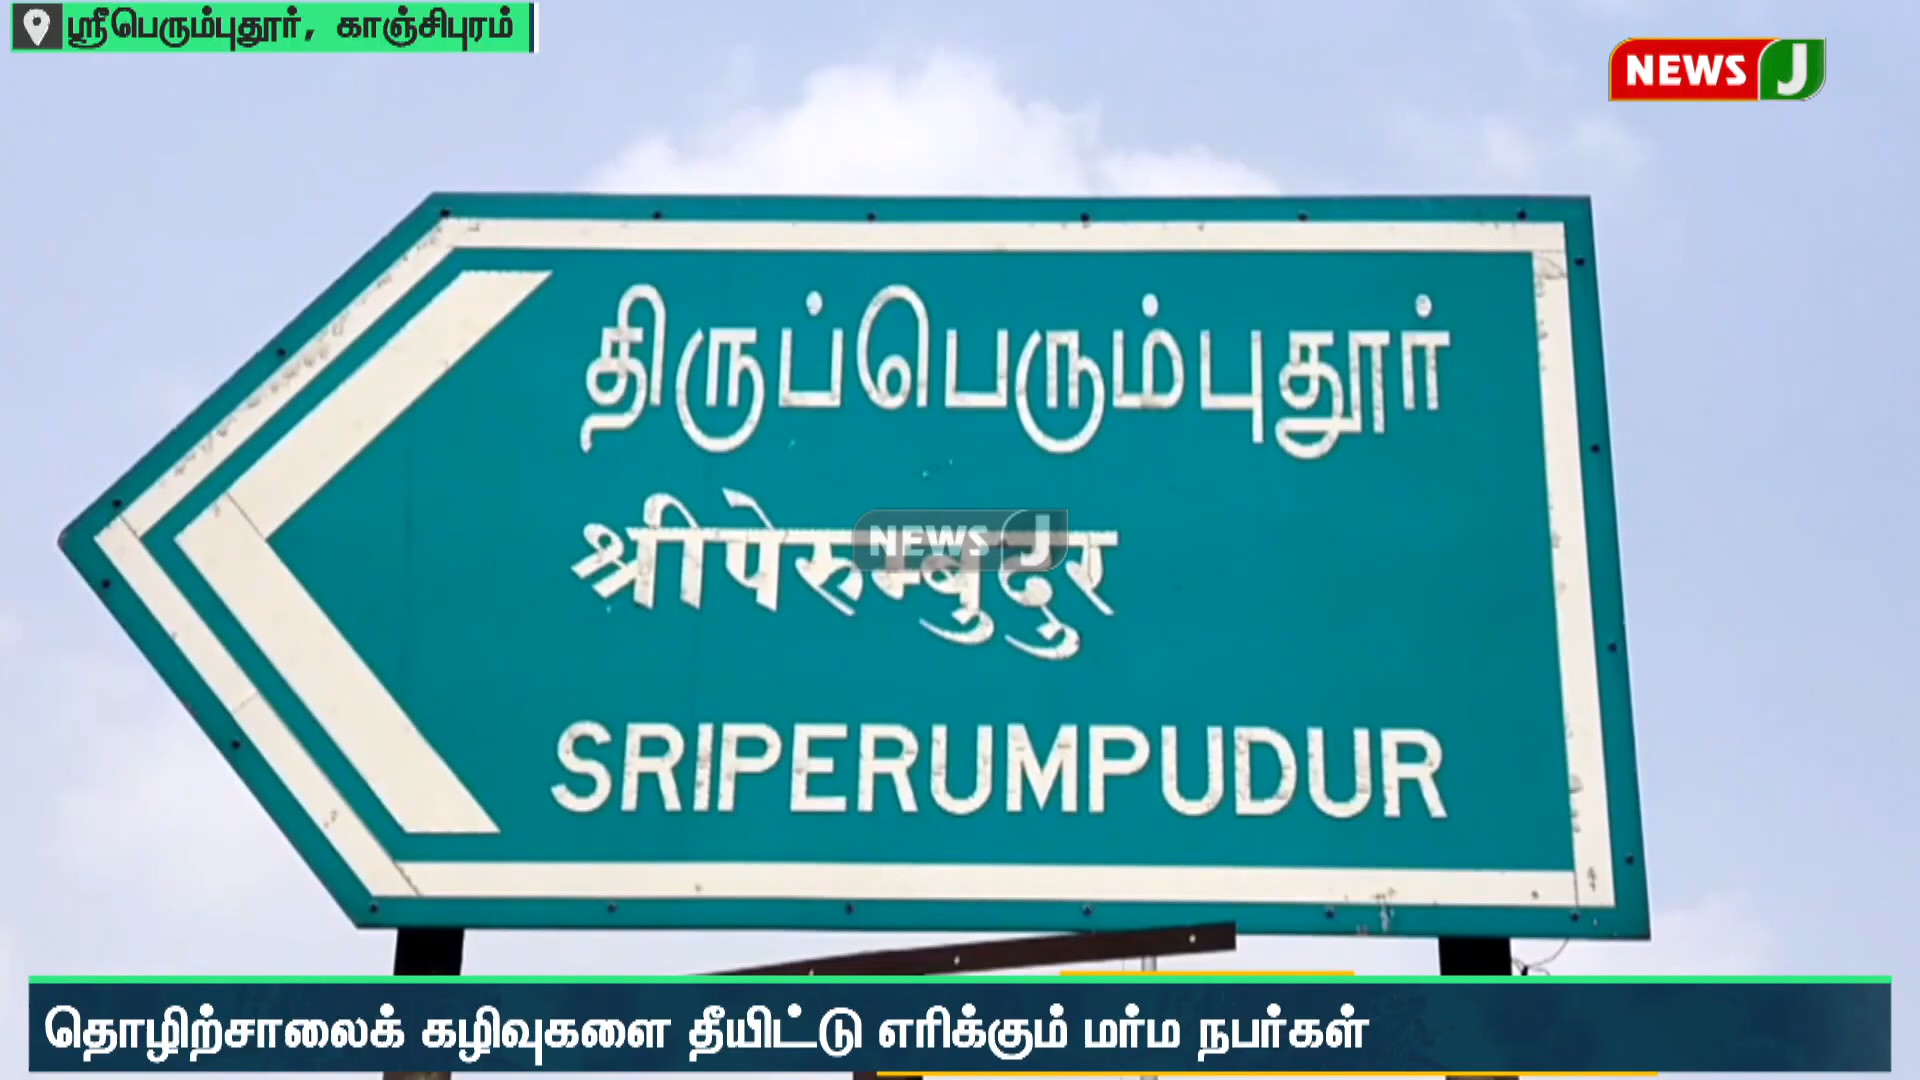 ஸ்ரீபெரும்புதூர், காஞ்சிபுரம்
NEWS J
திருப்பெரும்புதூர்
श्रीपेरुम्बुदुर
NEWS J
SRIPERUMPUDUR
தொழிற்சாலைக் கழிவுகளை தீயிட்டு எரிக்கும் மர்ம நபர்கள்